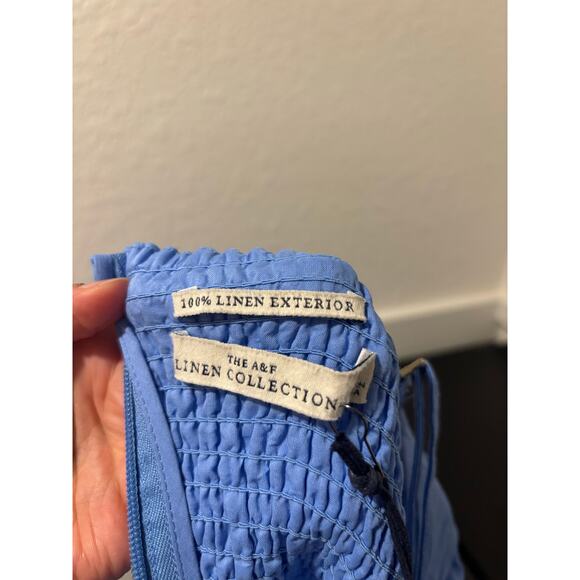 100% LINEN EXTERIOR
THE A&F
LINEN COLLECTION